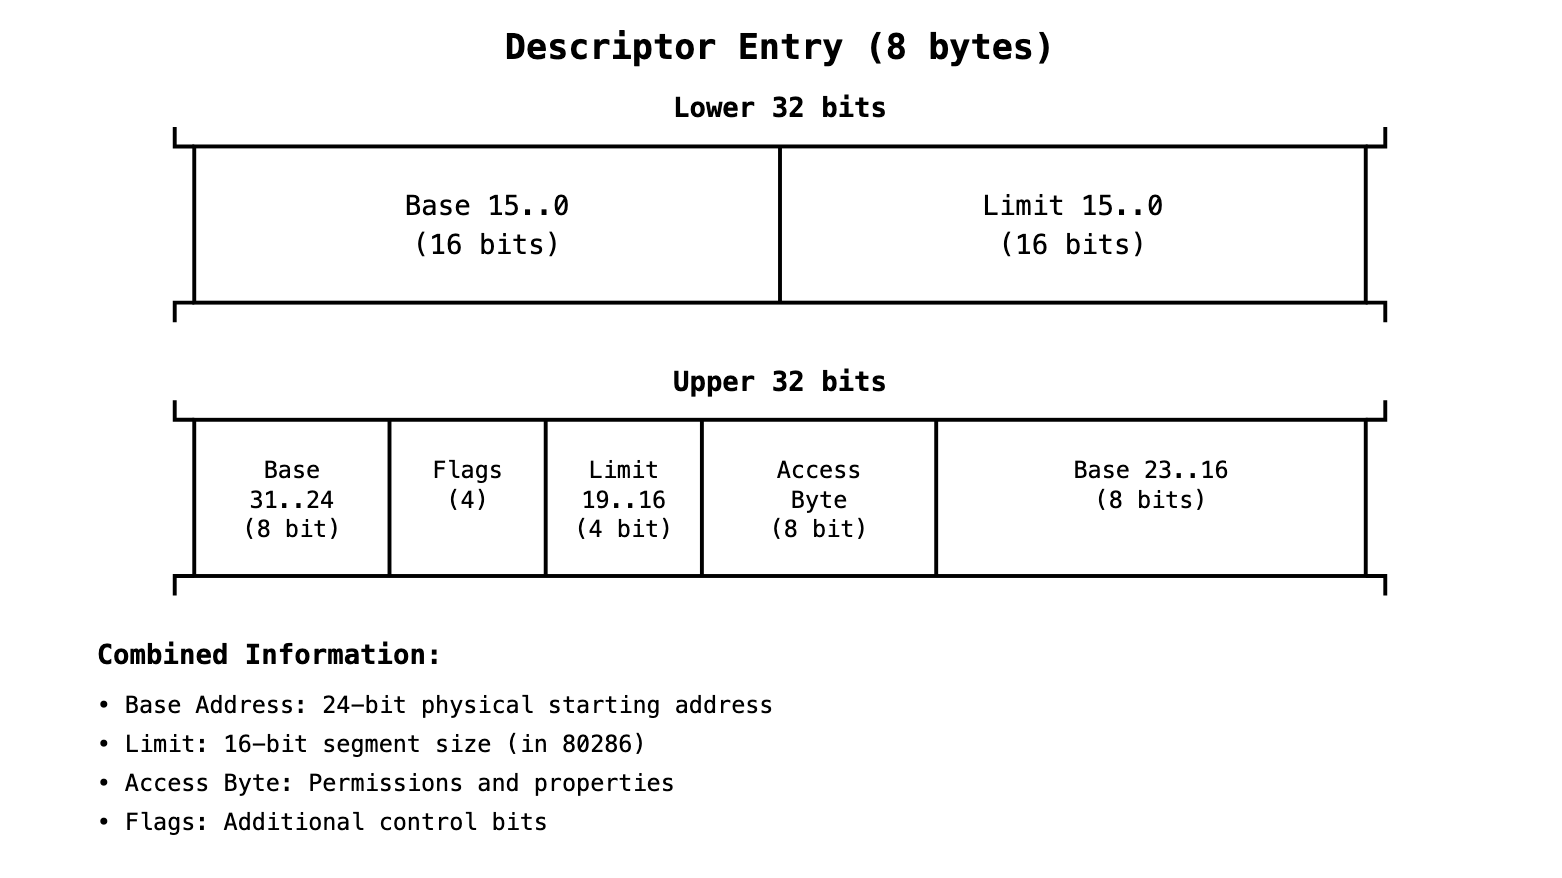 Descriptor Entry (8 bytes)
Lower 32 bits
Base 15..0
(16 bits)
Limit 15..0
(16 bits)
Upper 32 bits
Base
31..24
(8 bit)
Flags
(4)
Limit
19..16
(4 bit)
Access
Byte
(8 bit)
Base 23..16
(8 bits)
Combined Information:
• Base Address: 24-bit physical starting address
• Limit: 16-bit segment size (in 80286)
• Access Byte: Permissions and properties
• Flags: Additional control bits